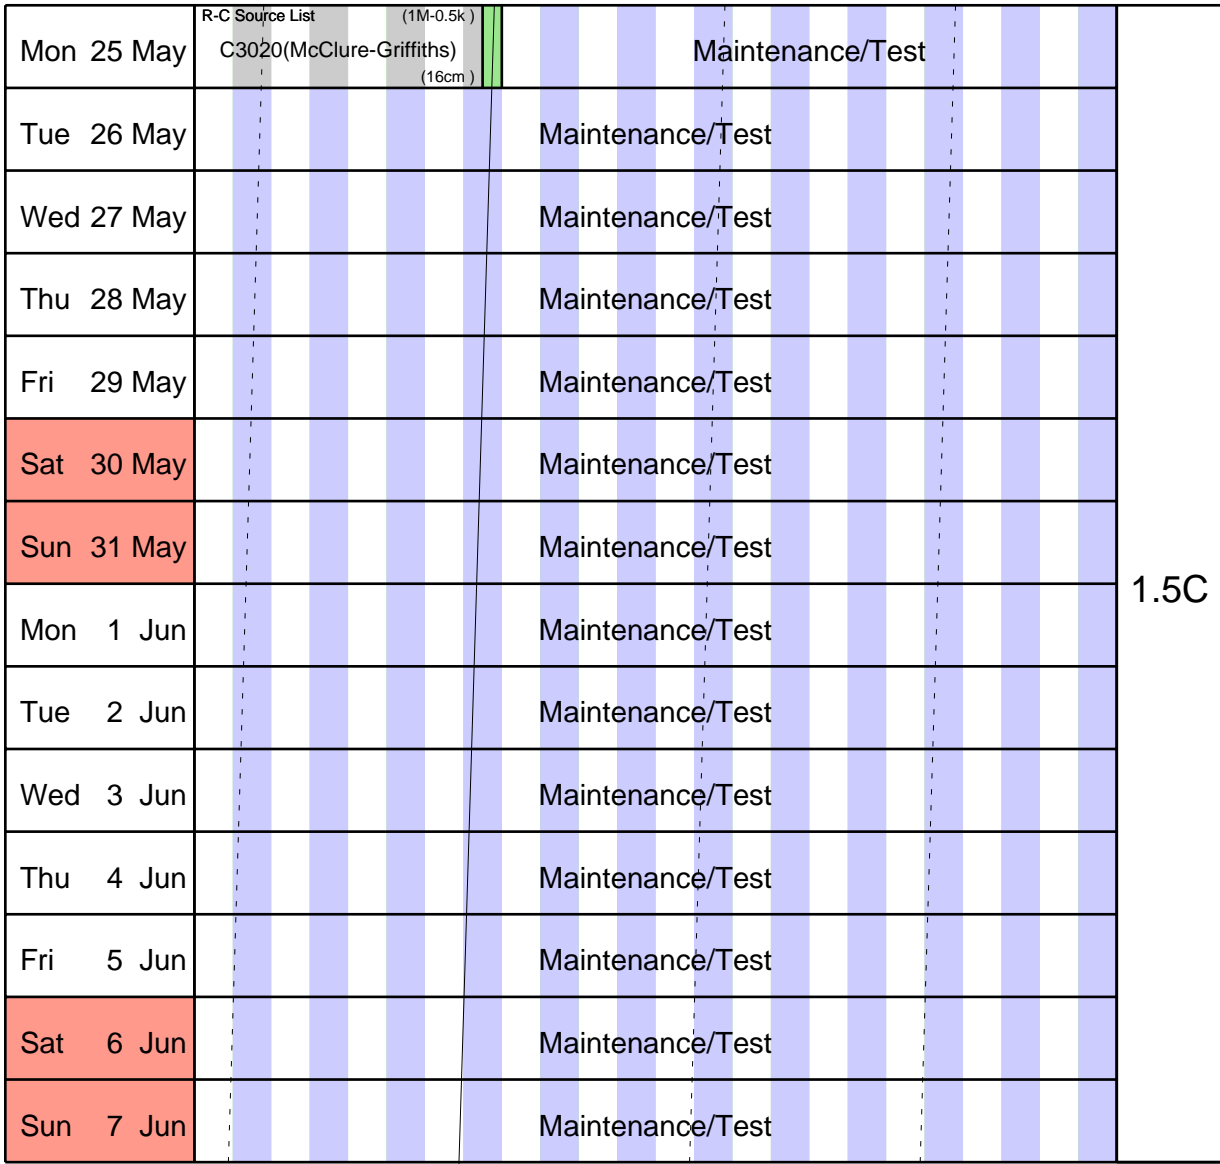 R-C Source List (1M-0.5k )
Mon 25 May C3020(McClure-Griffiths) Maintenance/Test
(16cm )
Tue 26 May Maintenance/Test
Wed 27 May Maintenance/Test
Thu 28 May Maintenance/Test
Fri 29 May Maintenance/Test
Sat 30 May Maintenance/Test
Sun 31 May Maintenance/Test
1.5C
Mon 1 Jun Maintenance/Test
Tue 2 Jun Maintenance/Test
Wed 3 Jun Maintenance/Test
Thu 4 Jun Maintenance/Test
Fri 5 Jun Maintenance/Test
Sat 6 Jun Maintenance/Test
Sun 7 Jun Maintenance/Test